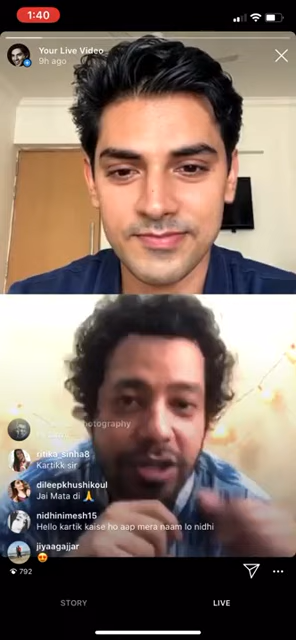 1:40
Your Live Video
9h ago
photography
ritika_sinha8
Kartikk sir
dileepkhushikoul
Jai Mata di 🙏
nidhinimesh15
Hello kartik kaise ho aap mera naam lo nidhi
jiyaagajjar
😍
792
STORY
LIVE